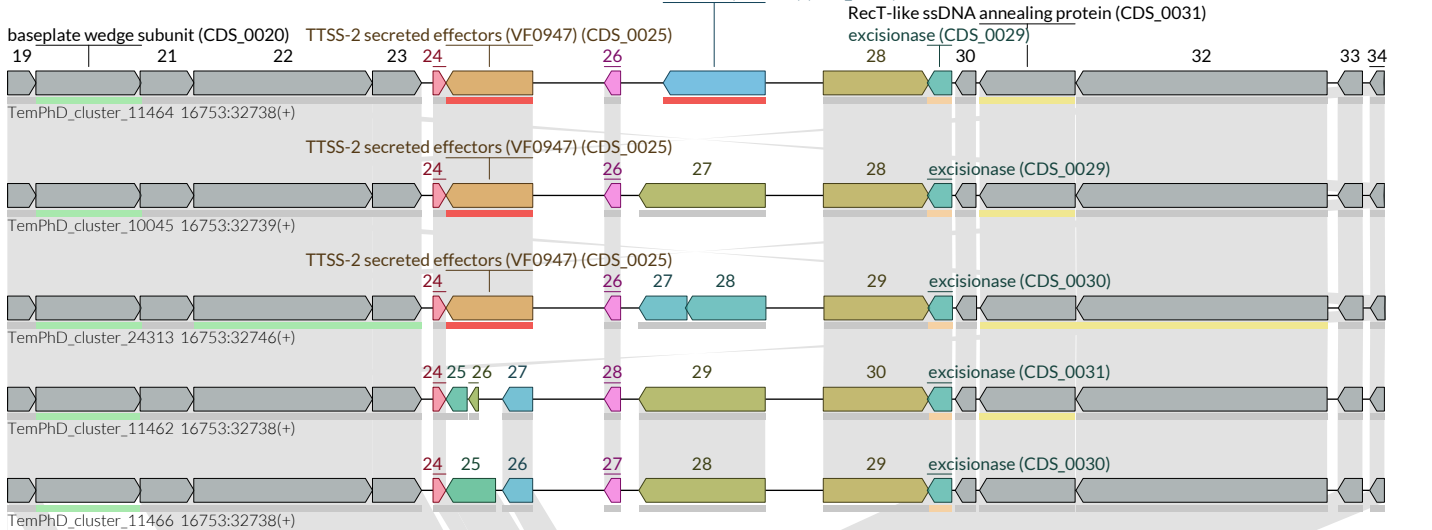 RecT-like ssDNA annealing protein (CDS_0031)
baseplate wedge subunit (CDS_0020) TTSS-2 secreted effectors (VF0947) (CDS_0025) excisionase (CDS_0029)
19 21 22 23 24 26 28 30 32 33 34
TemPhD_cluster_11464 16753:32738(+)
TTSS-2 secreted effectors (VF0947) (CDS_0025)
24 26 27 28 excisionase (CDS_0029)
TemPhD_cluster_10045 16753:32739(+)
TTSS-2 secreted effectors (VF0947) (CDS_0025)
24 26 27 28 29 excisionase (CDS_0030)
TemPhD_cluster_24313 16753:32746(+)
24 25 26 27 28 29 30 excisionase (CDS_0031)
TemPhD_cluster_11462 16753:32738(+)
24 25 26 27 28 29 excisionase (CDS_0030)
TemPhD_cluster_11466 16753:32738(+)